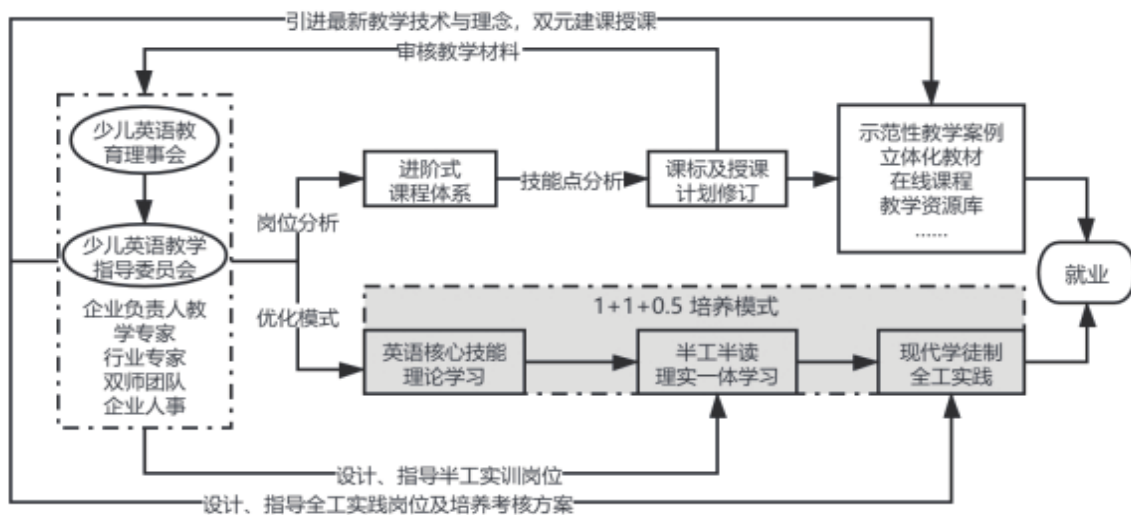 引进最新教学技术与理念，双元建课授课
审核教学材料
少儿英语教
育理事会
少儿英语教学
指导委员会
企业负责人教
学专家
行业专家
双师团队
企业人事
岗位分析
优化模式
进阶式
课程体系
技能点分析
课标及授课
计划修订
示范性教学案例
立体化教材
在线课程
教学资源库
……
1+1+0.5 培养模式
英语核心技能
理论学习
半工半读
理实一体学习
现代学徒制
全工实践
就业
设计、指导半工实训岗位
设计、指导全工实践岗位及培养考核方案